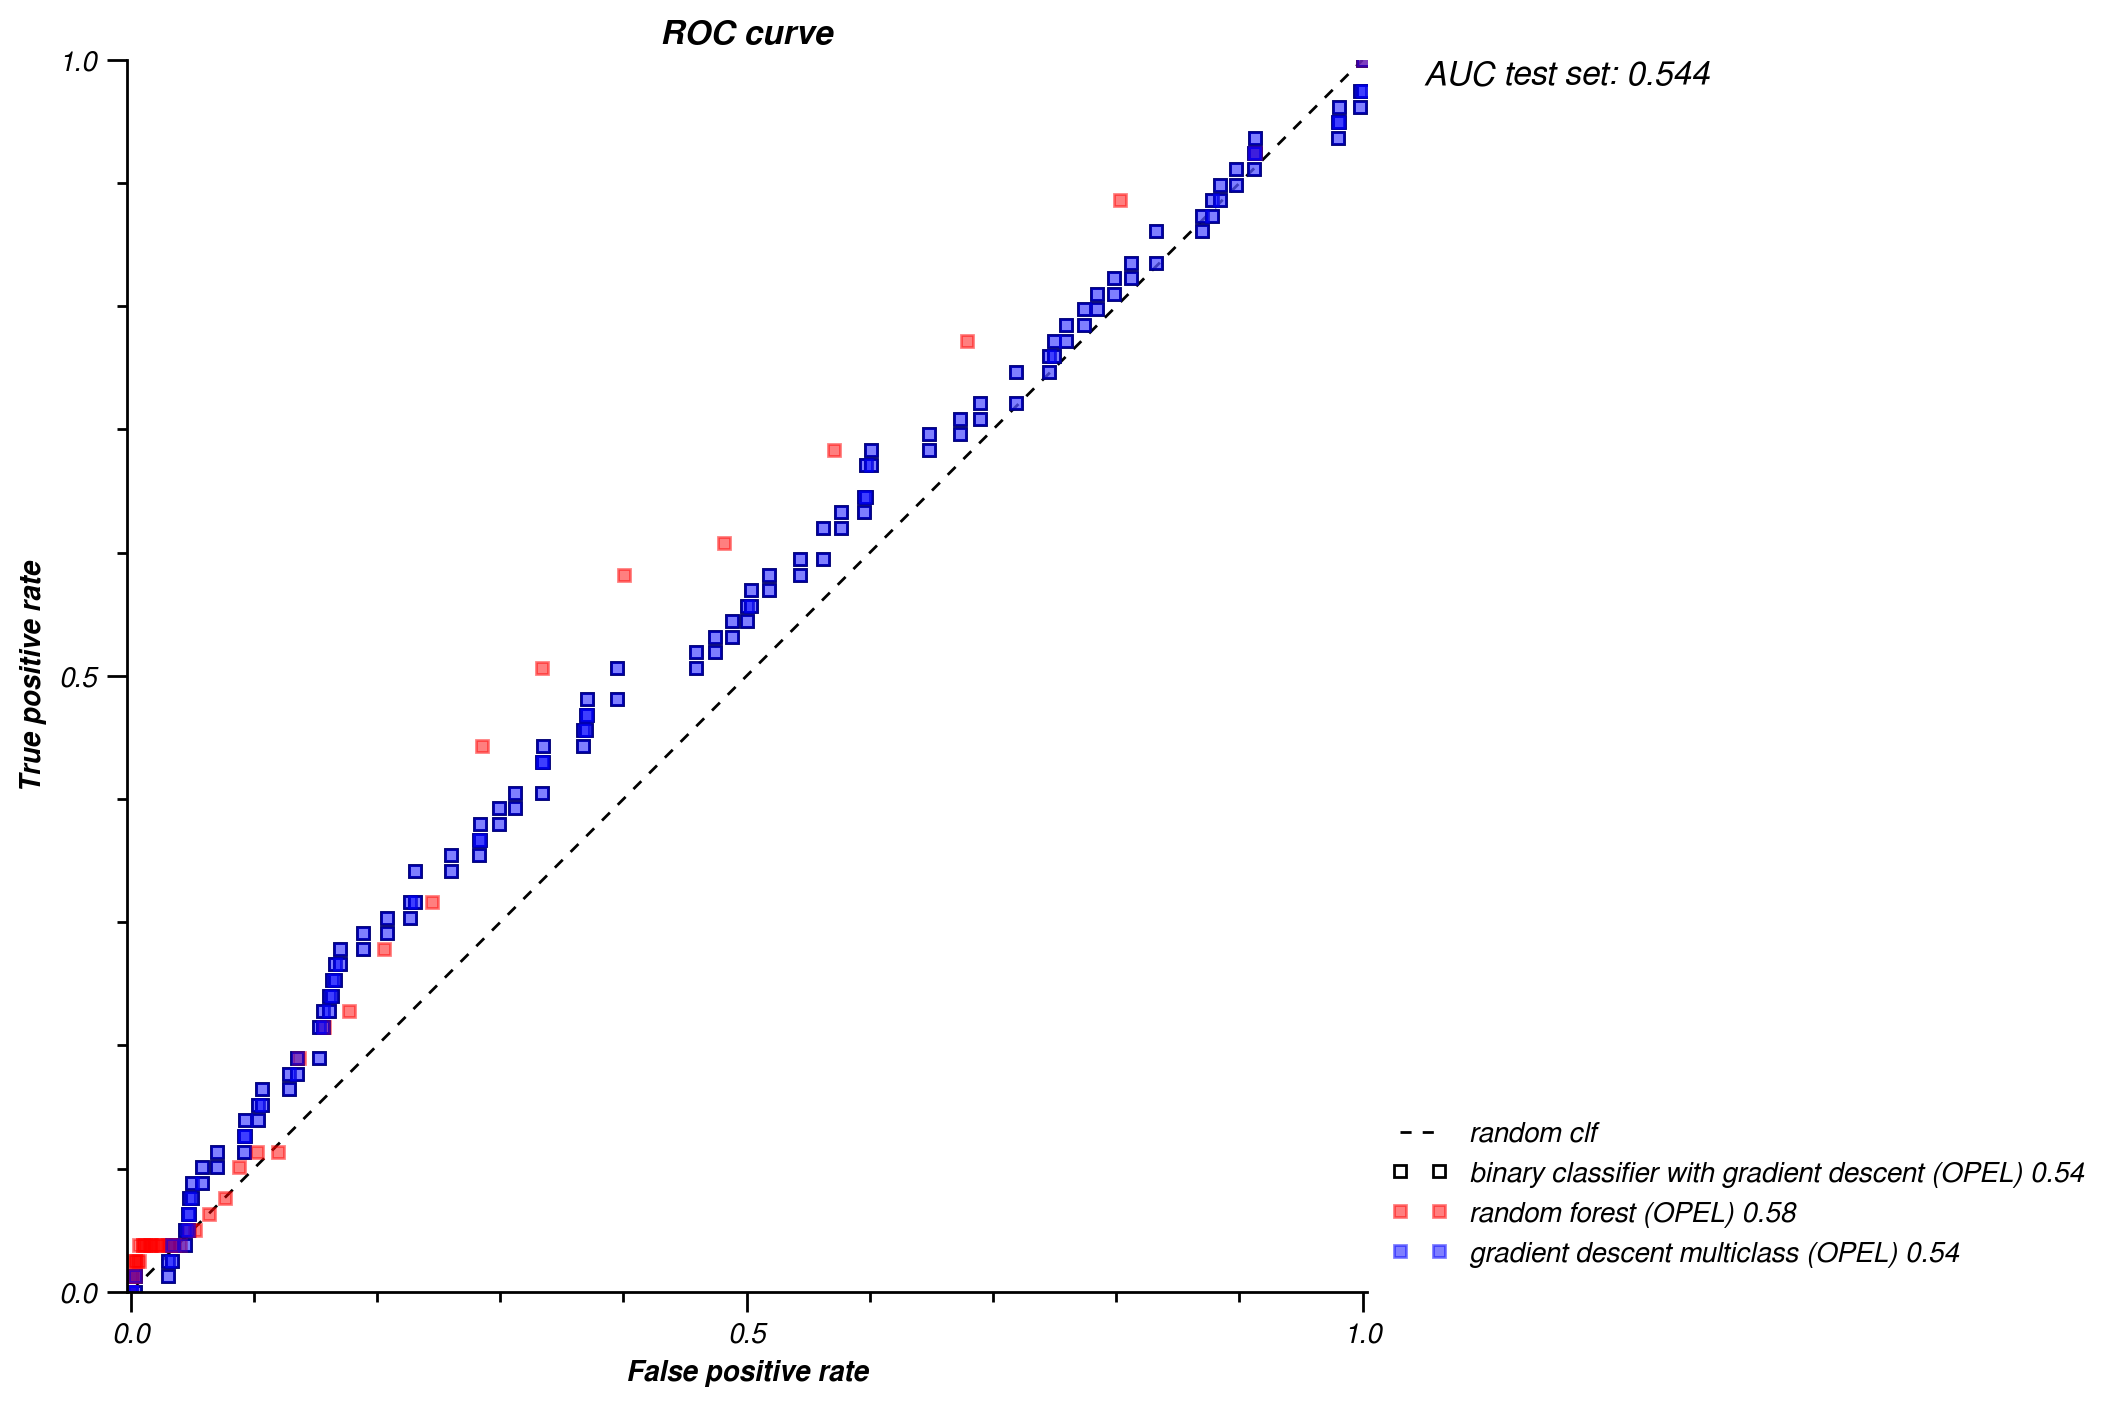 ROC curve
AUC test set: 0.544
1.0
0.5
0.0
True positive rate
0.0
0.5
1.0
False positive rate
random clf
binary classifier with gradient descent (OPEL) 0.54
random forest (OPEL) 0.58
gradient descent multiclass (OPEL) 0.54